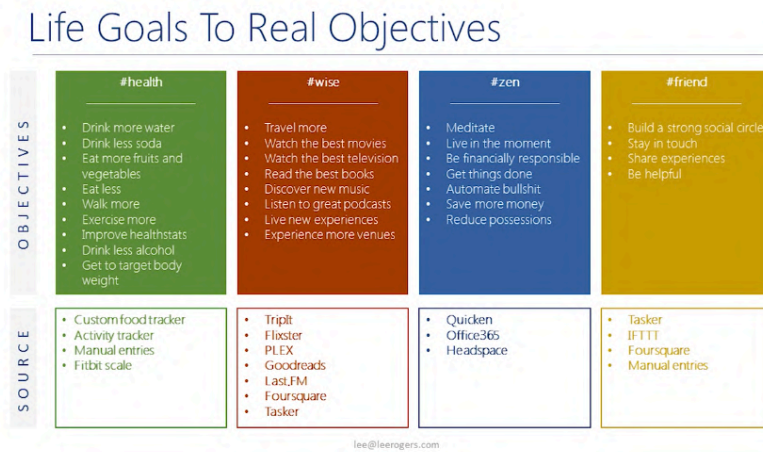 Life Goals To Real Objectives
OBJECTIVES
#health
• Drink more water
• Drink less soda
• Eat more fruits and
vegetables
• Eat less
• Walk more
• Exercise more
• Improve healthstats
• Drink less alcohol
• Get to target body
weight
#wise
• Travel more
• Watch the best movies
• Watch the best television
• Read the best books
• Discover new music
• Listen to great podcasts
• Live new experiences
• Experience more venues
#zen
• Meditate
• Live in the moment
• Be financially responsible
• Get things done
• Automate bullshit
• Save more money
• Reduce possessions
#friend
• Build a strong social circle
• Stay in touch
• Share experiences
• Be helpful
SOURCE
• Custom food tracker
• Activity tracker
• Manual entries
• Fitbit scale
• TripIt
• Flixster
• PLEX
• Goodreads
• Last.FM
• Foursquare
• Tasker
• Quicken
• Office365
• Headspace
• Tasker
• IFTTT
• Foursquare
• Manual entries
lee@leerogers.com